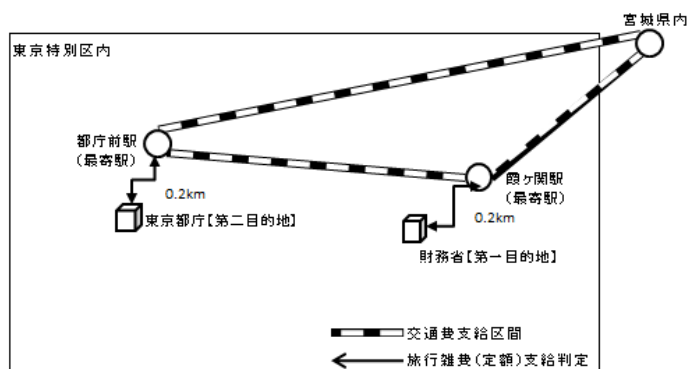 宮城県内
東京特別区内
都庁前駅
(最寄駅)
0.2km
東京都庁【第二目的地】
霞ヶ関駅
(最寄駅)
0.2km
財務省【第一目的地】
交通費支給区間
旅行雑費(定額)支給判定